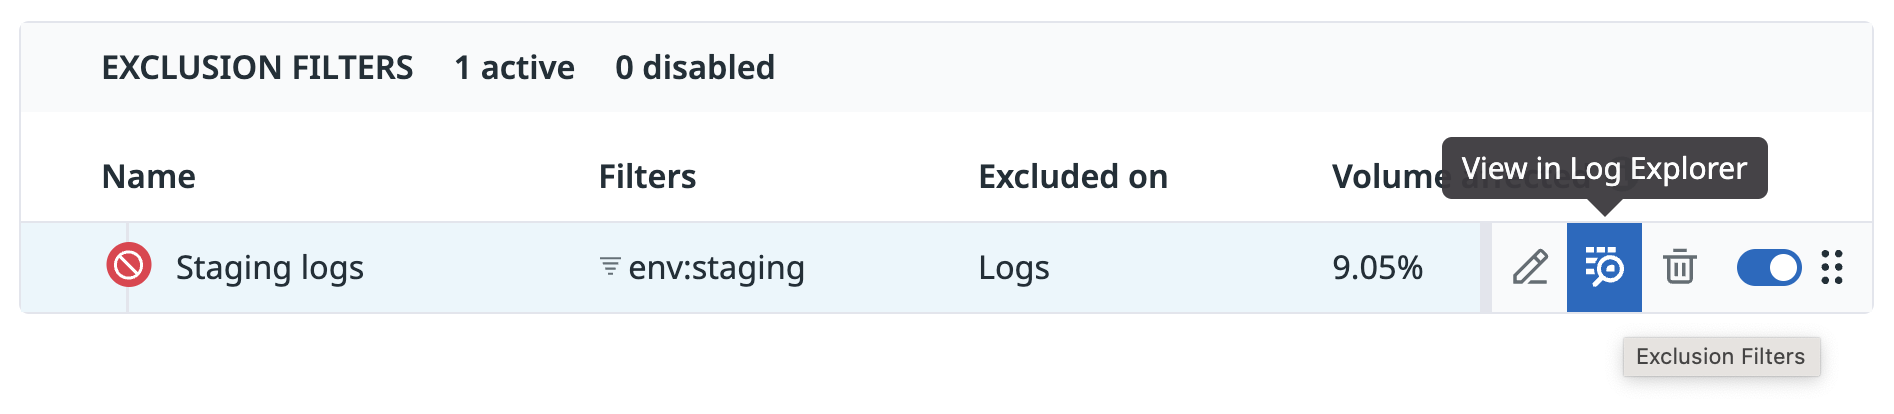 EXCLUSION FILTERS 1 active 0 disabled
View in Log Explorer
Name Filters Excluded on Volume affected
Staging logs env:staging Logs 9.05%
Exclusion Filters